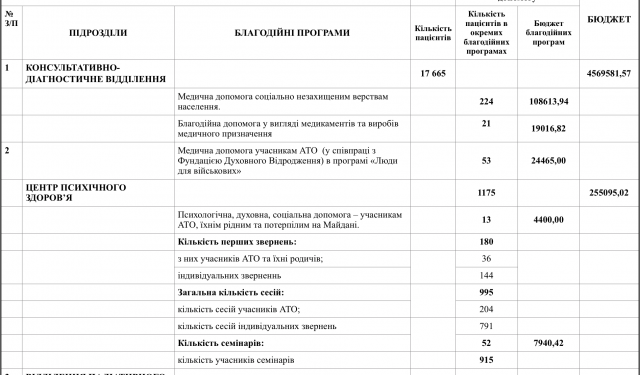 №
З/П
ПІДРОЗДІЛИ
БЛАГОДІЙНІ ПРОГРАМИ
Кількість
пацієнтів
Кількість
пацієнтів в
окремих
благодійних
програмах
Бюджет
благодійних
програм
БЮДЖЕТ
1 КОНСУЛЬТАТИВНО-
ДІАГНОСТИЧНЕ ВІДДІЛЕННЯ 17 665 4569581,57
Медична допомога соціально незахищеним верствам
населення. 224 108613,94
Благодійна допомога у вигляді медикаментів та виробів
медичного призначення 21 19016,82
2 Медична допомога учасникам АТО (у співпраці з
Фундацією Духовного Відродження) в програмі «Люди
для військових» 53 24465,00
ЦЕНТР ПСИХІЧНОГО
ЗДОРОВ'Я 1175 255095,02
Психологічна, духовна, соціальна допомога – учасникам
АТО, їхнім рідним та потерпілим на Майдані. 13 4400,00
Кількість перших звернень: 180
з них учасників АТО та їхні родичів; 36
індивідуальних зверненнь 144
Загальна кількість сесій: 995
кількість сесій учасників АТО; 204
кількість сесій індивідуальних звернень 791
Кількість семінарів: 52 7940,42
кількість учасників семінарів 915